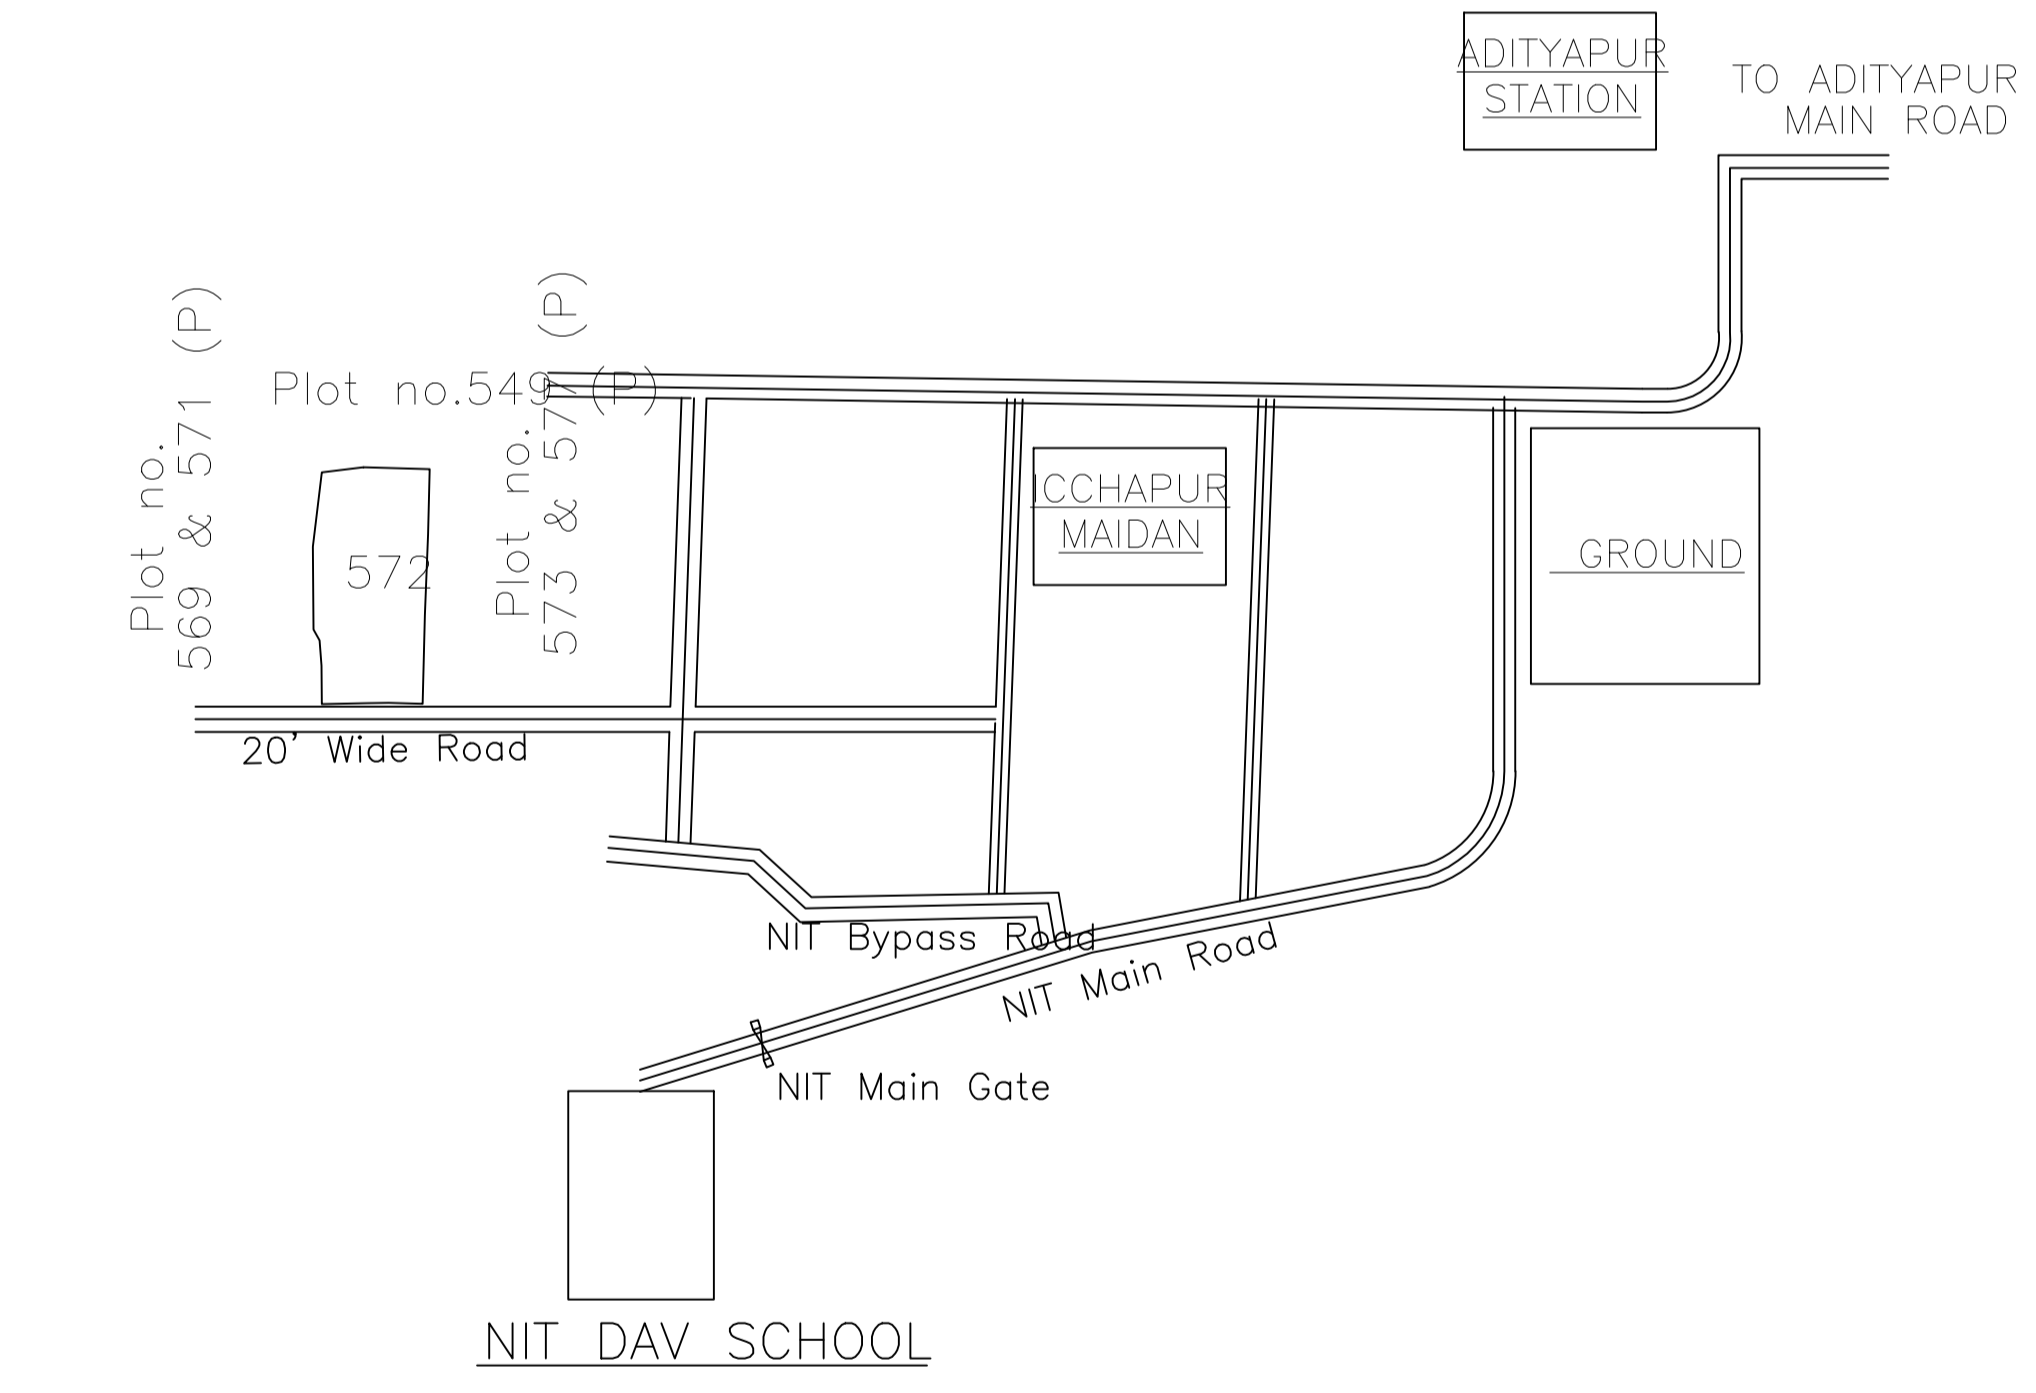 ADITYAPUR
STATION
TO ADITYAPUR
MAIN ROAD
Plot no.
569 & 571 (P)
Plot no.549 (P)
Plot no.
573 & 577 (P)
572
ICCHAPUR
MAIDAN
GROUND
20' Wide Road
NIT Bypass Road
NIT Main Road
NIT Main Gate
NIT DAV SCHOOL